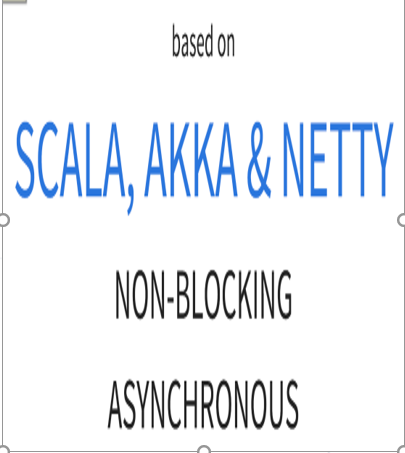 based on
SCALA, AKKA & NETTY
NON-BLOCKING
ASYNCHRONOUS